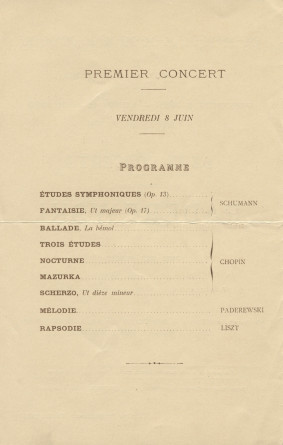 PREMIER CONCERT
VENDREDI 8 JUIN
PROGRAMME
ÉTUDES SYMPHONIQUES (Op. 13)
FANTAISIE, Ut majeur (Op. 17)
SCHUMANN
BALLADE, La bémol
TROIS ÉTUDES
NOCTURNE
MAZURKA
SCHERZO, Ut dièze mineur
CHOPIN
MÉLODIE PADEREWSKI
RAPSODIE LISZT